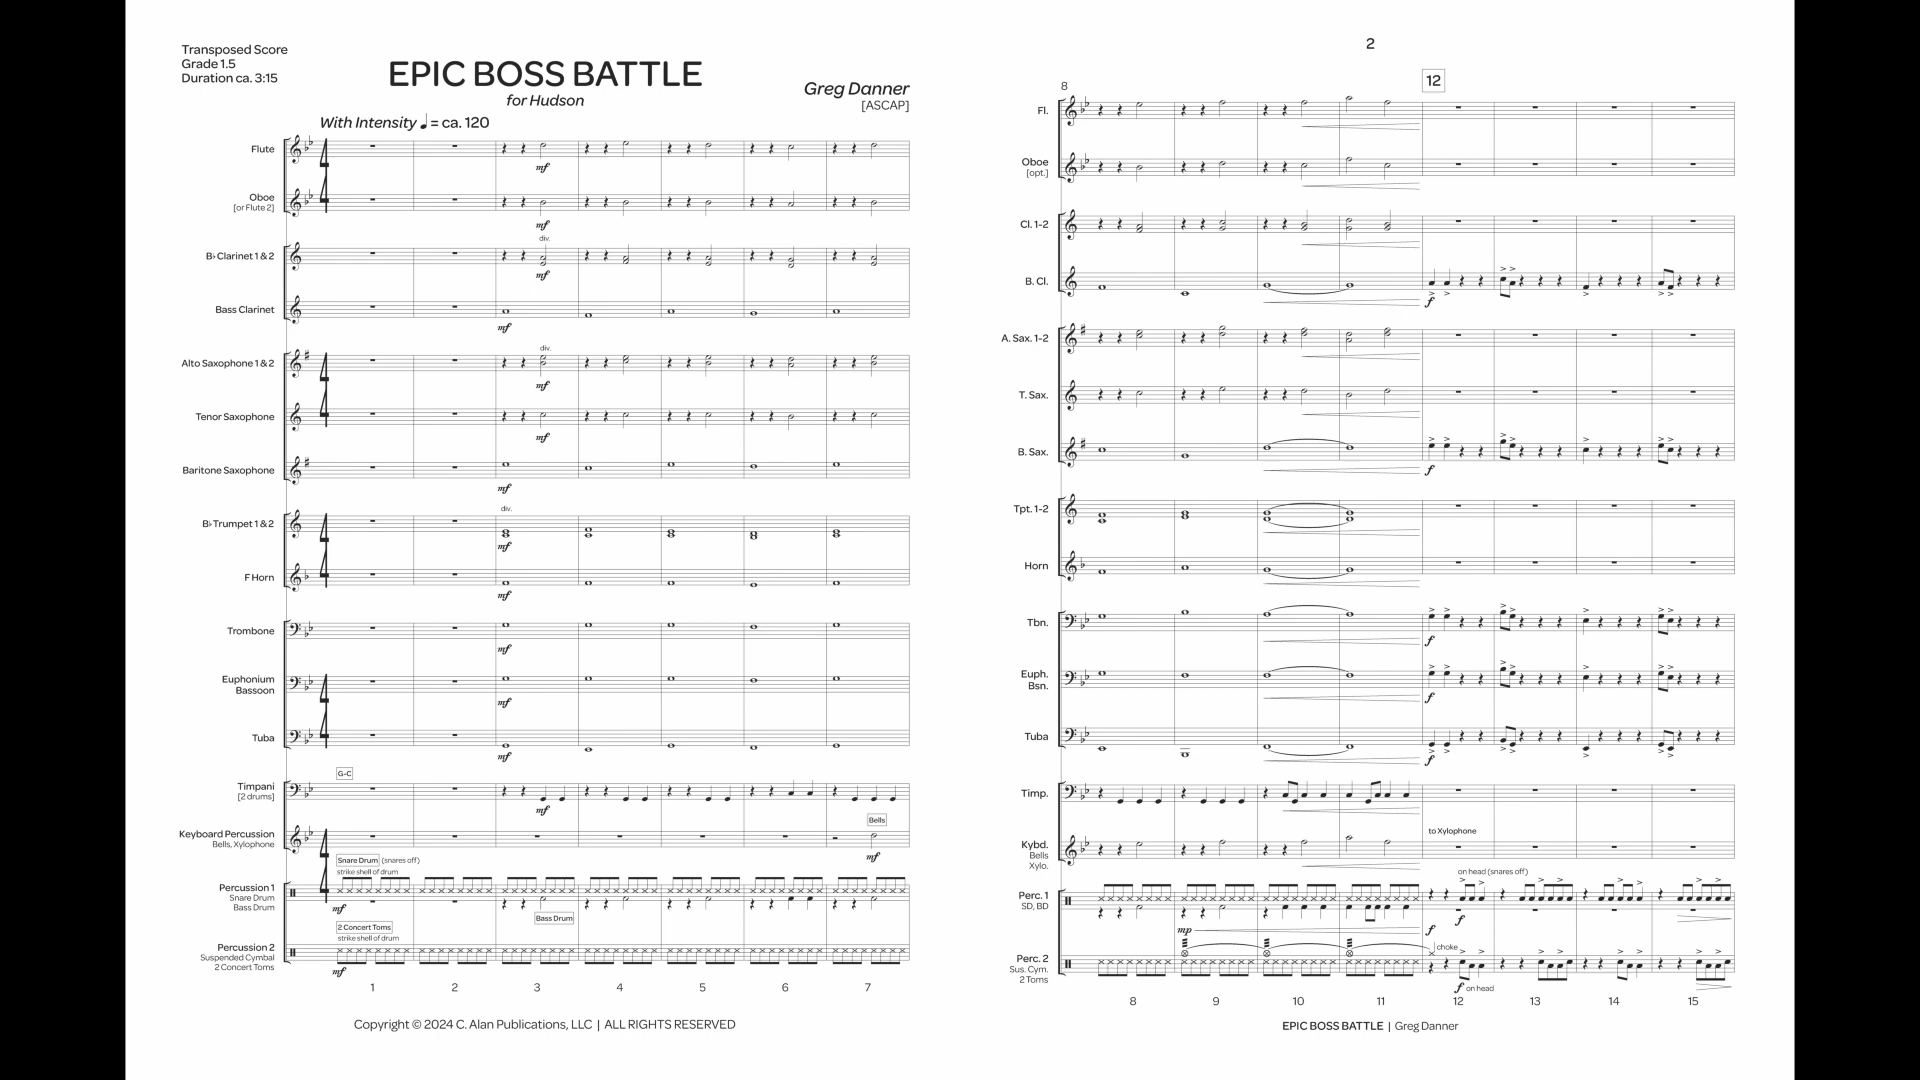 Transposed Score
Grade 1.5
Duration ca. 3:15
EPIC BOSS BATTLE
for Hudson
Greg Danner
[ASCAP]
With Intensity ♩ = ca. 120
Flute
Oboe
[or Flute 2]
mf
mf
div.
B♭ Clarinet 1 & 2
mf
Bass Clarinet
mf
div.
Alto Saxophone 1 & 2
mf
Tenor Saxophone
mf
Baritone Saxophone
mf
div.
B♭ Trumpet 1 & 2
mf
F Horn
mf
Trombone
mf
Euphonium
Bassoon
mf
Tuba
mf
G-C
Timpani
[2 drums]
mf
Bells
Keyboard Percussion
Bells, Xylophone
mf
Snare Drum (snares off)
strike shell of drum
Percussion 1
Snare Drum
Bass Drum
mf
Bass Drum
2 Concert Toms
strike shell of drum
Percussion 2
Suspended Cymbal
2 Concert Toms
mf
1 2 3 4 5 6 7
Copyright © 2024 C. Alan Publications, LLC | ALL RIGHTS RESERVED
2
8
12
Fl.
Oboe
[opt.]
Cl. 1-2
B. Cl.
f
A. Sax. 1-2
T. Sax.
B. Sax.
f
Tpt. 1-2
Horn
Tbn.
f
Euph.
Bsn.
f
Tuba
f
Timp.
to Xylophone
Kybd.
Bells
Xylo.
on head (snares off)
Perc. 1
SD, BD
f
mp
f
choke
Perc. 2
Sus. Cym.
2 Toms
f on head
8 9 10 11 12 13 14 15
EPIC BOSS BATTLE | Greg Danner